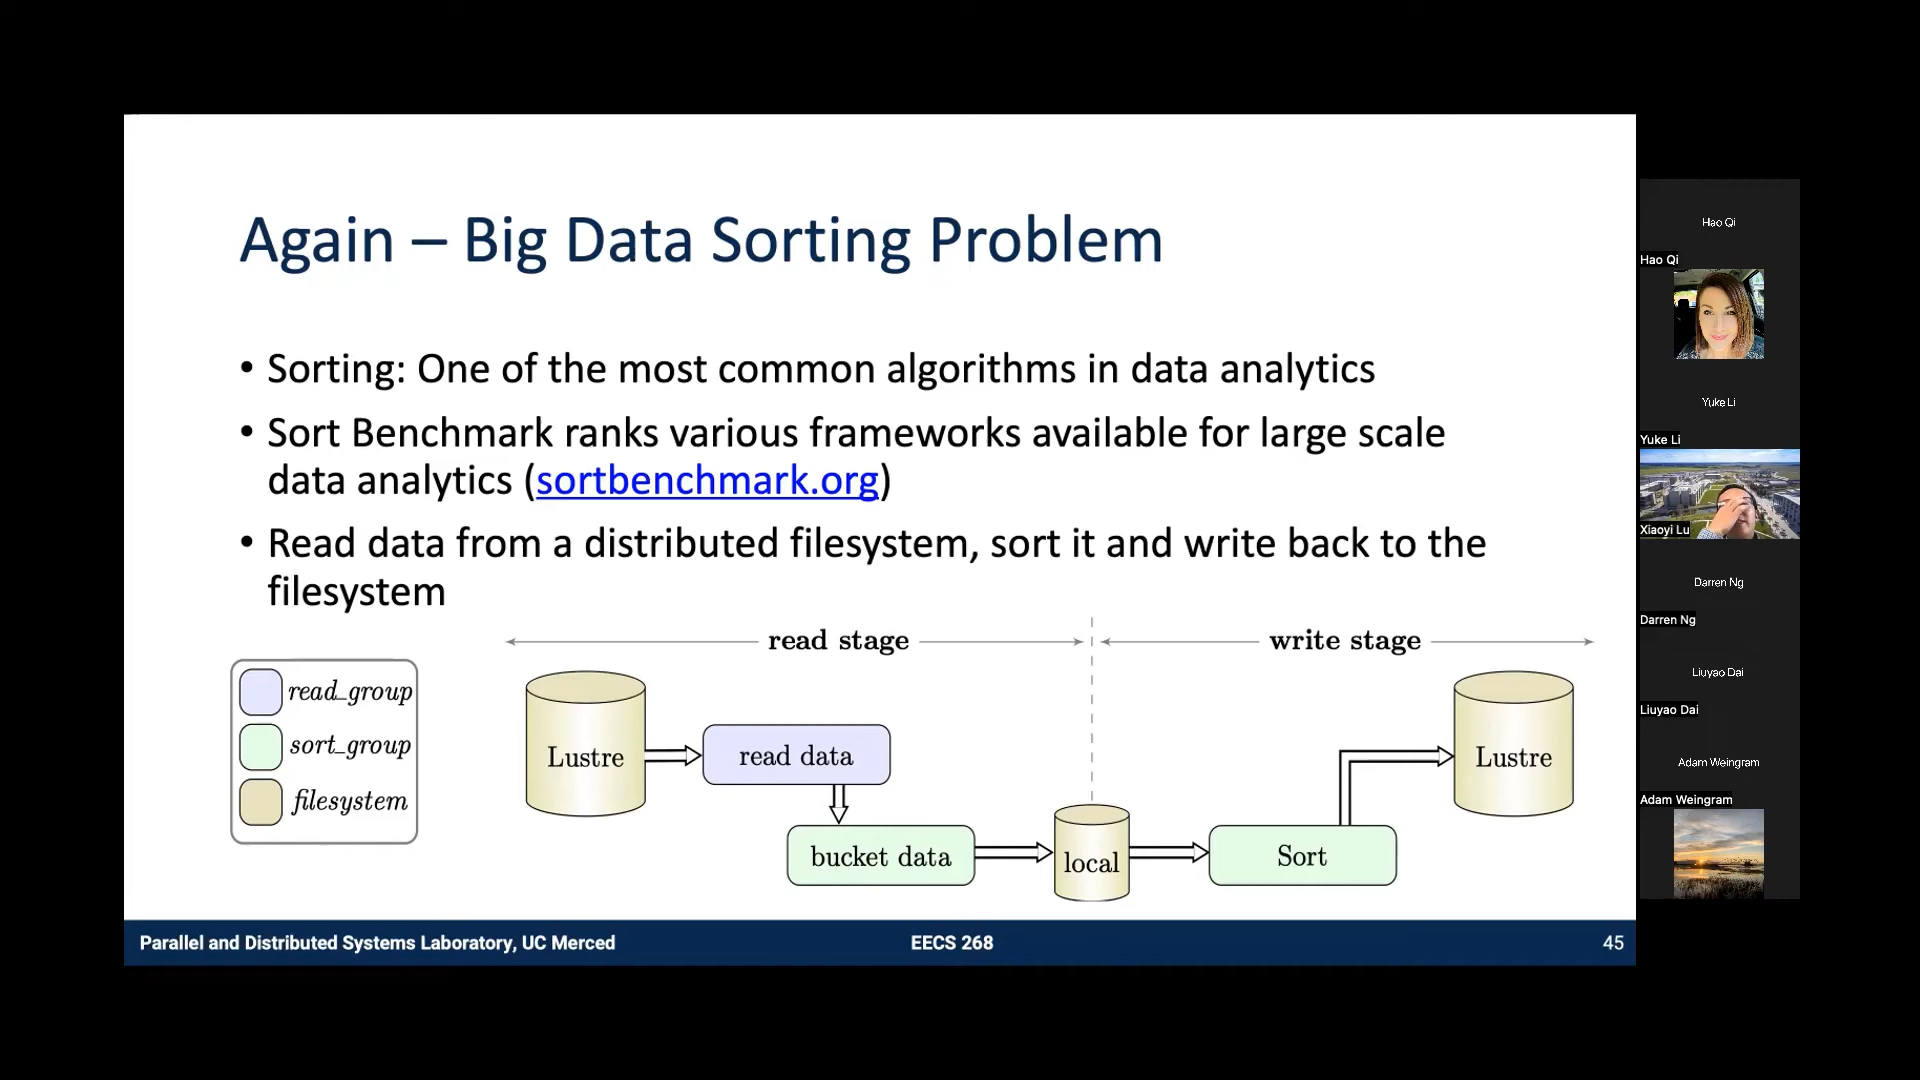 Again – Big Data Sorting Problem
• Sorting: One of the most common algorithms in data analytics
• Sort Benchmark ranks various frameworks available for large scale
data analytics (sortbenchmark.org)
• Read data from a distributed filesystem, sort it and write back to the
filesystem
read stage
write stage
read_group
sort_group
filesystem
Lustre
read data
bucket data
local
Sort
Lustre
Parallel and Distributed Systems Laboratory, UC Merced
EECS 268
45
Hao Qi
Hao Qi
Yuke Li
Yuke Li
Xiaoyi Lu
Darren Ng
Darren Ng
Liuyao Dai
Liuyao Dai
Adam Weingram
Adam Weingram